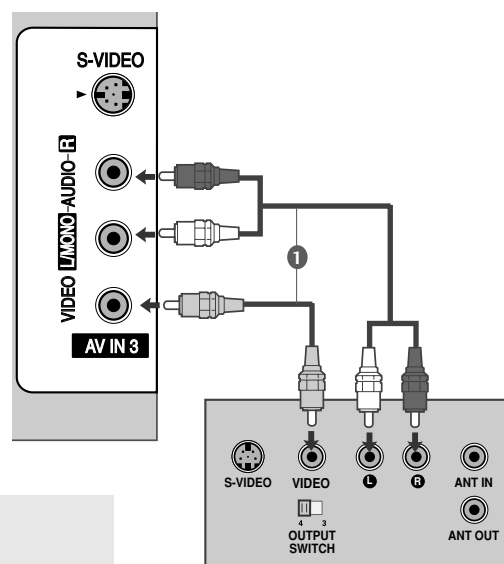 S-VIDEO
VIDEO L/MONO-AUDIO-R
AV IN 3
1
S-VIDEO VIDEO L R ANT IN
4 3
OUTPUT
SWITCH
ANT OUT